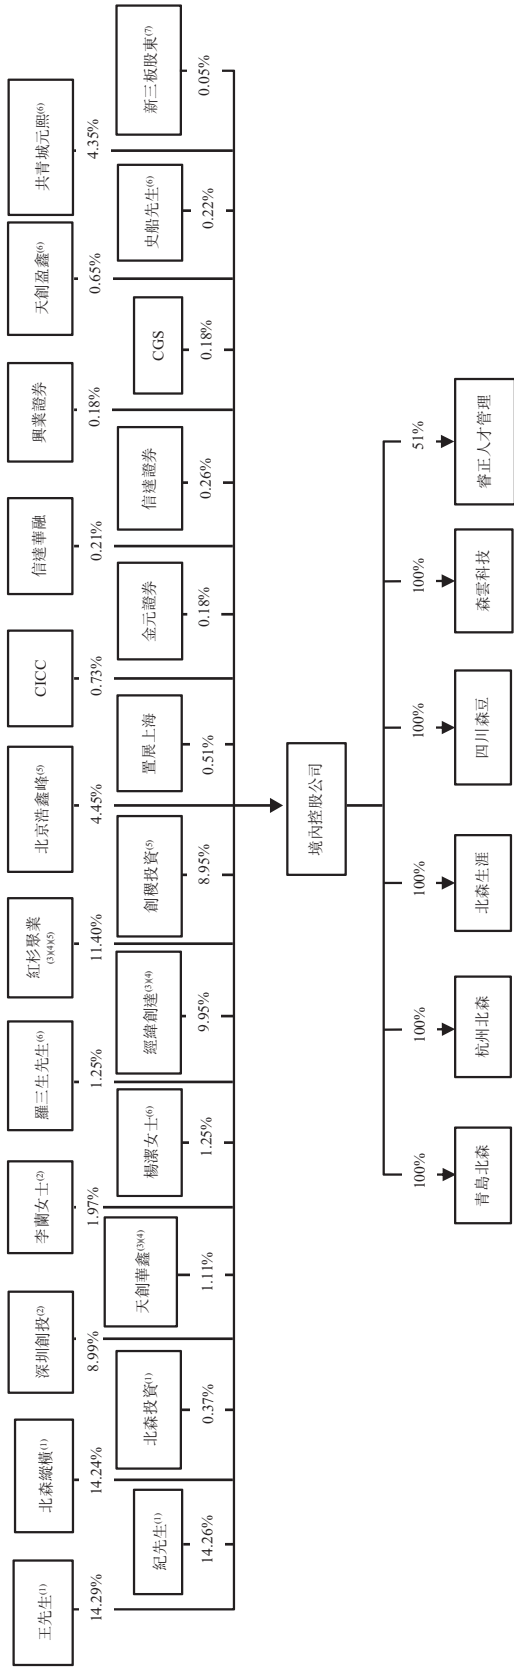 王先生(1)
14.29%
北森縱橫(1)
14.24%
深圳創投(2)
8.99%
李蘭女士(2)
1.97%
羅三生先生(6)
1.25%
紅杉聚業
(3)(4)(5)
11.40%
北京浩鑫峰(5)
4.45%
CICC
0.73%
信達華融
0.21%
興業證券
0.18%
天創盈鑫(6)
0.65%
共青城元熙(6)
4.35%
紀先生(1)
14.26%
北森投資(1)
0.37%
天創華鑫(3)(4)
1.11%
楊潔女士(6)
1.25%
經緯創達(3)(4)
9.95%
創稷投資(5)
8.95%
置展上海
0.51%
金元證券
0.18%
信達證券
0.26%
CGS
0.18%
史船先生(6)
0.22%
新三板股東(7)
0.05%
境內控股公司
100%
青島北森
100%
杭州北森
100%
北森生涯
100%
四川森豆
100%
森雲科技
51%
睿正人才管理